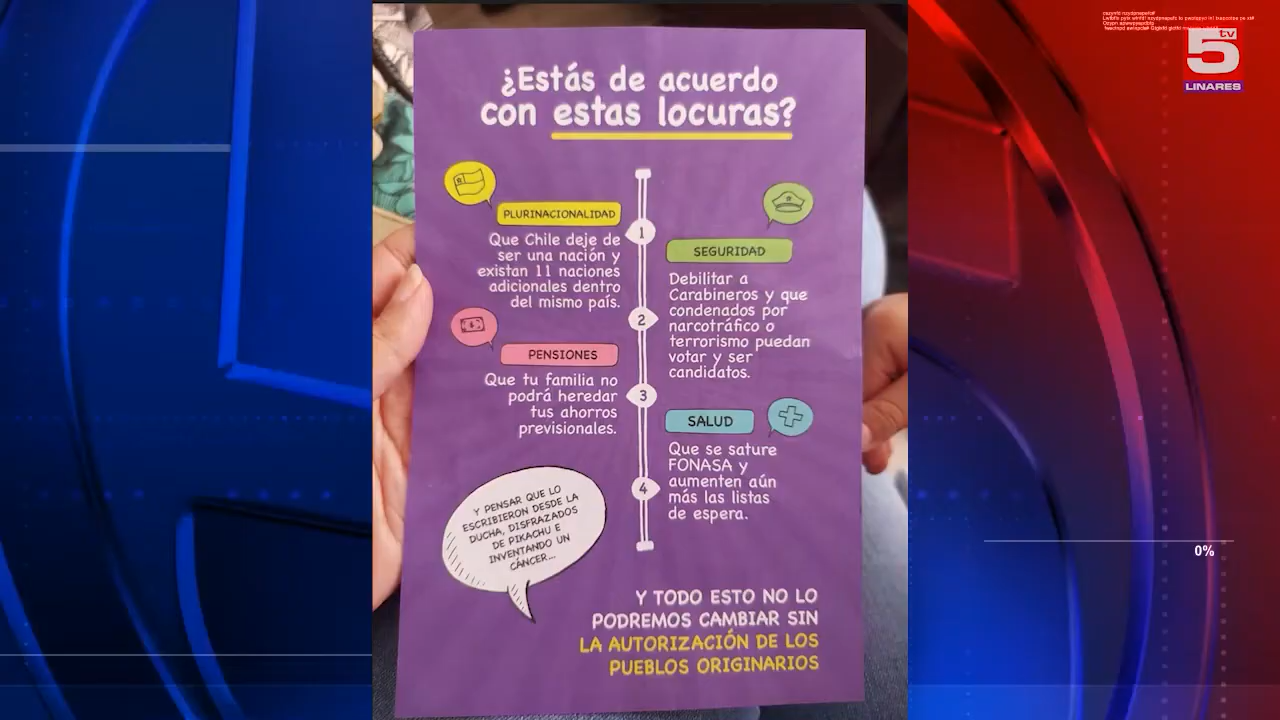 ¿Estás de acuerdo
con estas locuras?
PLURINACIONALIDAD
Que Chile deje de
ser una nación y
existan 11 naciones
adicionales dentro
del mismo país.
1
SEGURIDAD
Debilitar a
Carabineros y que
condenados por
narcotráfico o
terrorismo puedan
votar y ser
candidatos.
2
PENSIONES
Que tu familia no
podrá heredar
tus ahorros
previsionales.
3
SALUD
Que se sature
FONASA y
aumenten aún
más las listas
de espera.
4
Y PENSAR QUE LO
ESCRIBIERON DESDE LA
DUCHA, DISFRAZADOS
DE PIKACHU E
INVENTANDO UN
CÁNCER...
Y TODO ESTO NO LO
PODREMOS CAMBIAR SIN
LA AUTORIZACIÓN DE LOS
PUEBLOS ORIGINARIOS
5
tv
LINARES
0%